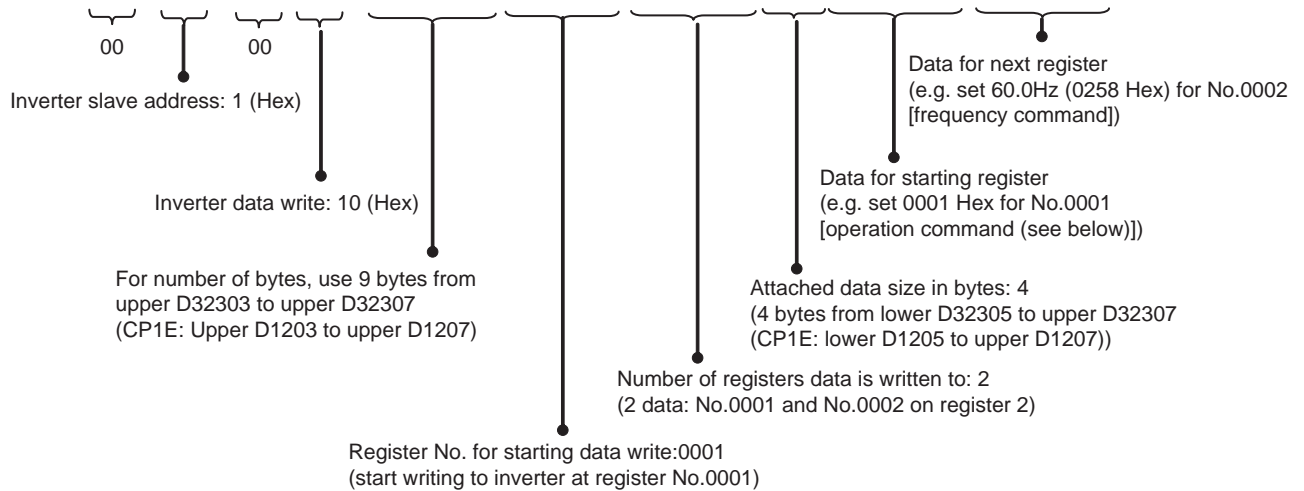 00
00
Inverter slave address: 1 (Hex)
Data for next register
(e.g. set 60.0Hz (0258 Hex) for No.0002
[frequency command])
Inverter data write: 10 (Hex)
Data for starting register
(e.g. set 0001 Hex for No.0001
[operation command (see below)])
For number of bytes, use 9 bytes from
upper D32303 to upper D32307
(CP1E: Upper D1203 to upper D1207)
Attached data size in bytes: 4
(4 bytes from lower D32305 to upper D32307
(CP1E: lower D1205 to upper D1207))
Number of registers data is written to: 2
(2 data: No.0001 and No.0002 on register 2)
Register No. for starting data write:0001
(start writing to inverter at register No.0001)